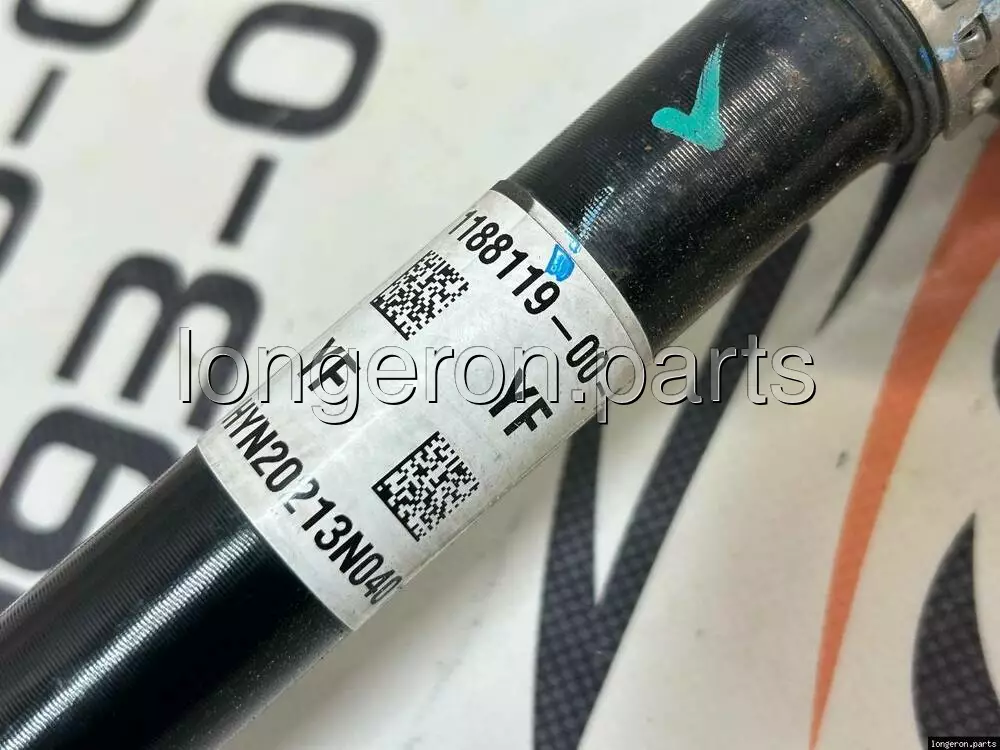 1188119-00-
YF
YF
HYN20213N040
longeron.parts
longeron.parts